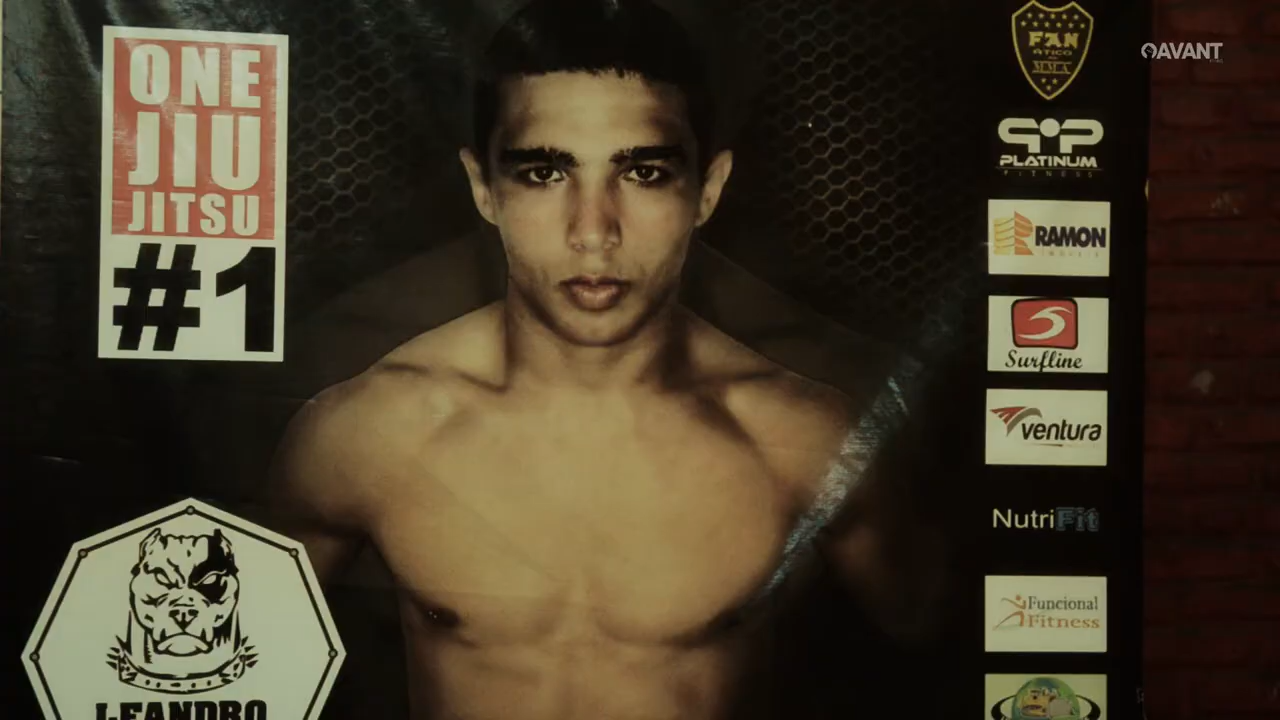 ONE
JIU
JITSU
#1
LEANDRO
FAN
ÁTICO
MMA
PLATINUM
FITNESS
RAMON
Surfline
ventura
NutriFit
Funcional
Fitness
AVANT